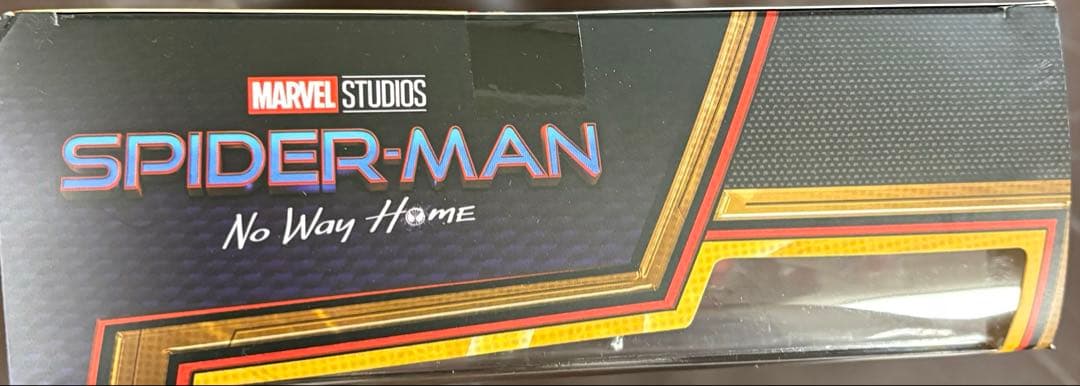 MARVEL STUDIOS
SPIDER-MAN
No Way Home